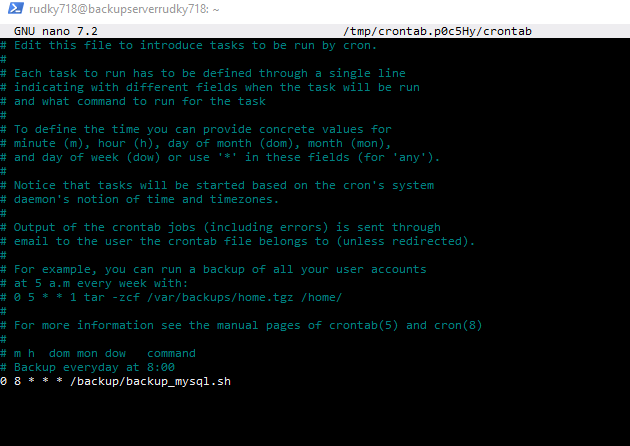 rudky718@backupserverrudky718: ~
GNU nano 7.2 /tmp/crontab.p0c5Hy/crontab
# Edit this file to introduce tasks to be run by cron.
#
# Each task to run has to be defined through a single line
# indicating with different fields when the task will be run
# and what command to run for the task
#
# To define the time you can provide concrete values for
# minute (m), hour (h), day of month (dom), month (mon),
# and day of week (dow) or use '*' in these fields (for 'any').
#
# Notice that tasks will be started based on the cron's system
# daemon's notion of time and timezones.
#
# Output of the crontab jobs (including errors) is sent through
# email to the user the crontab file belongs to (unless redirected).
#
# For example, you can run a backup of all your user accounts
# at 5 a.m every week with:
# 0 5 * * 1 tar -zcf /var/backups/home.tgz /home/
#
# For more information see the manual pages of crontab(5) and cron(8)
#
# m h  dom mon dow   command
# Backup everyday at 8:00
0 8 * * * /backup/backup_mysql.sh